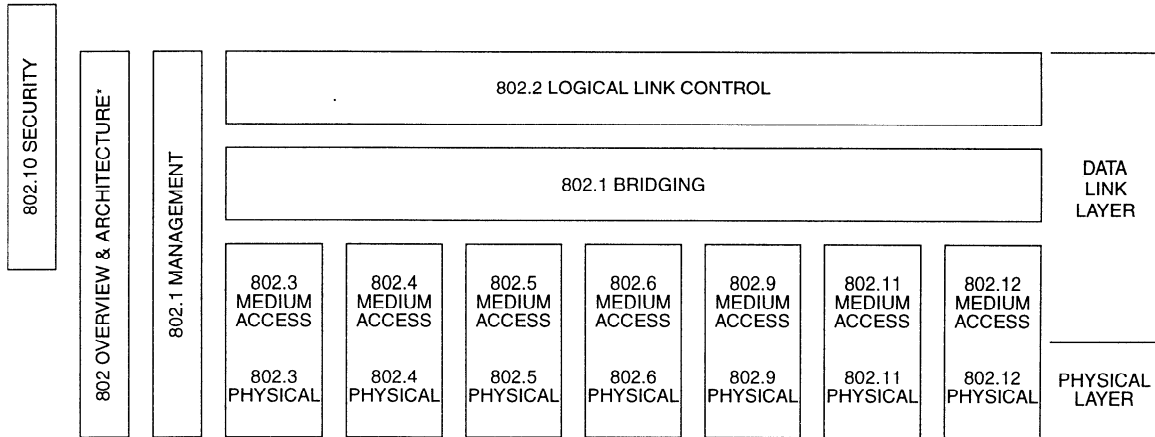 802.10 SECURITY
802 OVERVIEW & ARCHITECTURE*
802.1 MANAGEMENT
802.2 LOGICAL LINK CONTROL
802.1 BRIDGING
802.3
MEDIUM
ACCESS
802.3
PHYSICAL
802.4
MEDIUM
ACCESS
802.4
PHYSICAL
802.5
MEDIUM
ACCESS
802.5
PHYSICAL
802.6
MEDIUM
ACCESS
802.6
PHYSICAL
802.9
MEDIUM
ACCESS
802.9
PHYSICAL
802.11
MEDIUM
ACCESS
802.11
PHYSICAL
802.12
MEDIUM
ACCESS
802.12
PHYSICAL
DATA
LINK
LAYER
PHYSICAL
LAYER